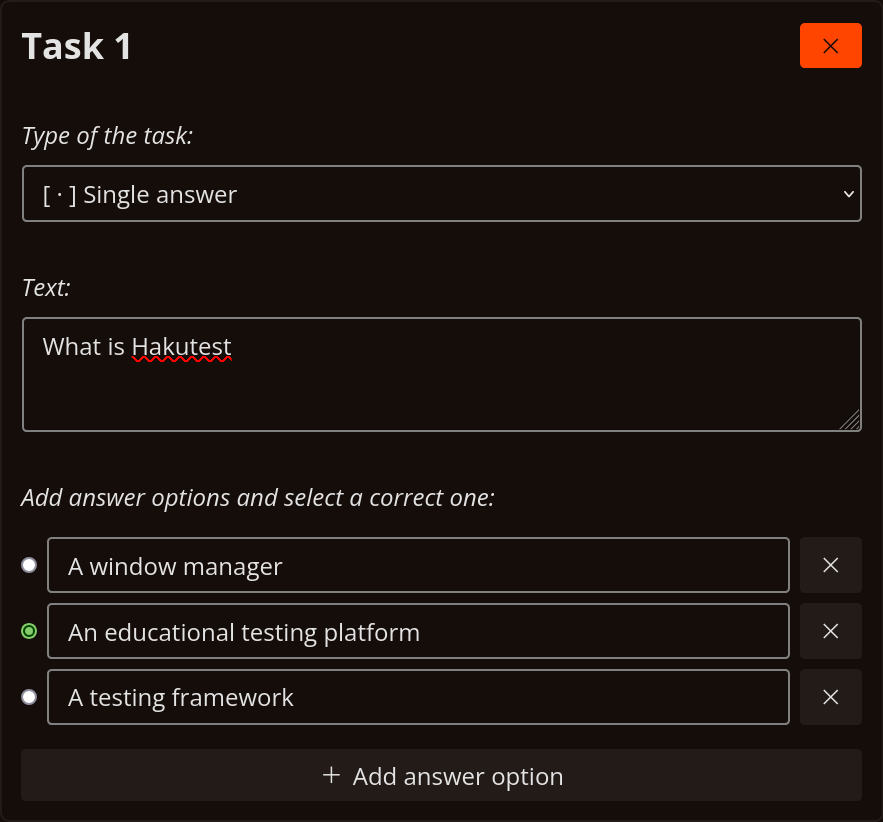 Task 1
Type of the task:
[ · ] Single answer
Text:
What is Hakutest
Add answer options and select a correct one:
A window manager
An educational testing platform
A testing framework
+ Add answer option